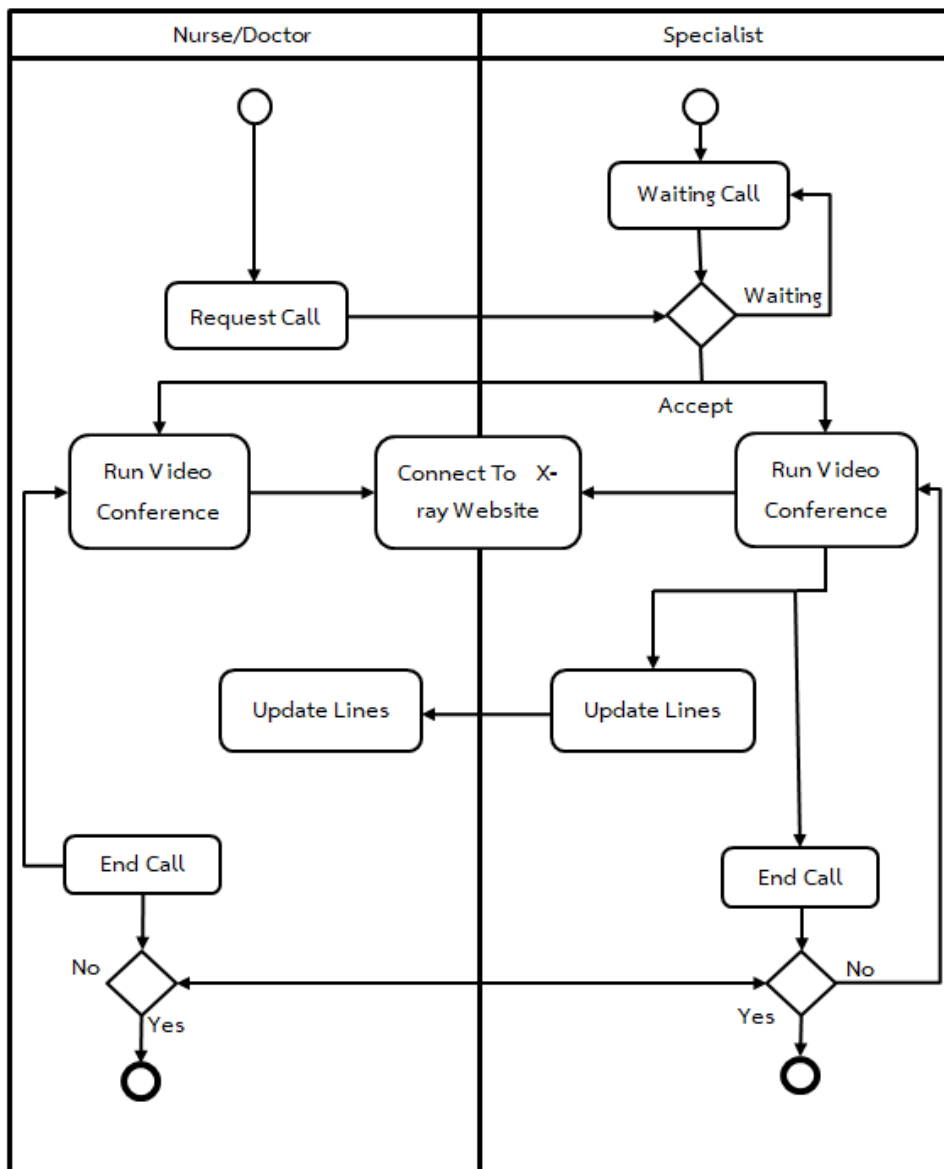 Nurse/Doctor
Specialist
Waiting Call
Waiting
Request Call
Accept
Run Video
Conference
Connect To X-
ray Website
Run Video
Conference
Update Lines
Update Lines
End Call
End Call
No
Yes
No
Yes